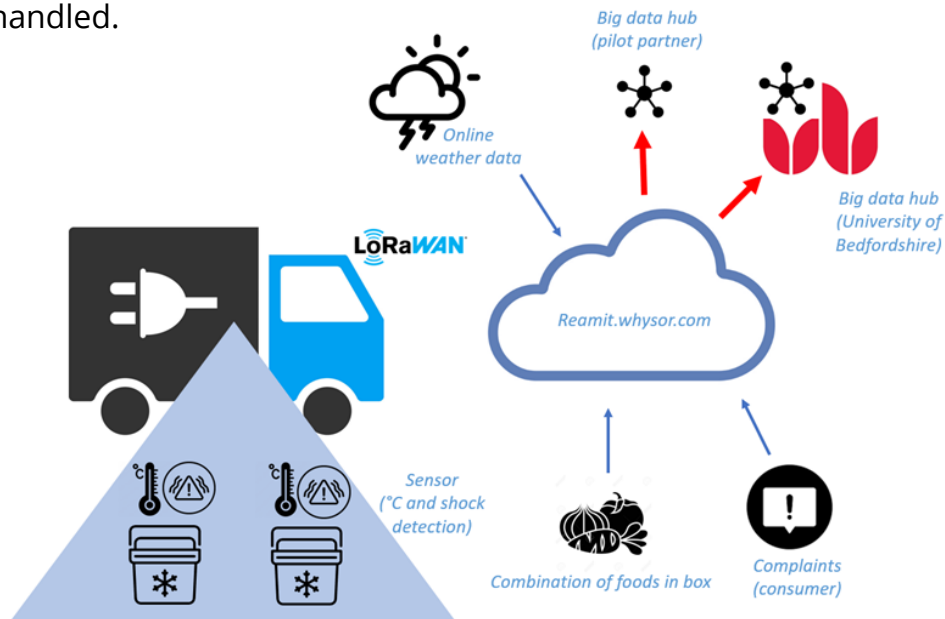 handled.
Big data hub
(pilot partner)
Online
weather data
Big data hub
(University of
Bedfordshire)
LoRaWAN
Reamit.whysor.com
°C
°C
Sensor
(°C and shock
detection)
Combination of foods in box
Complaints
(consumer)